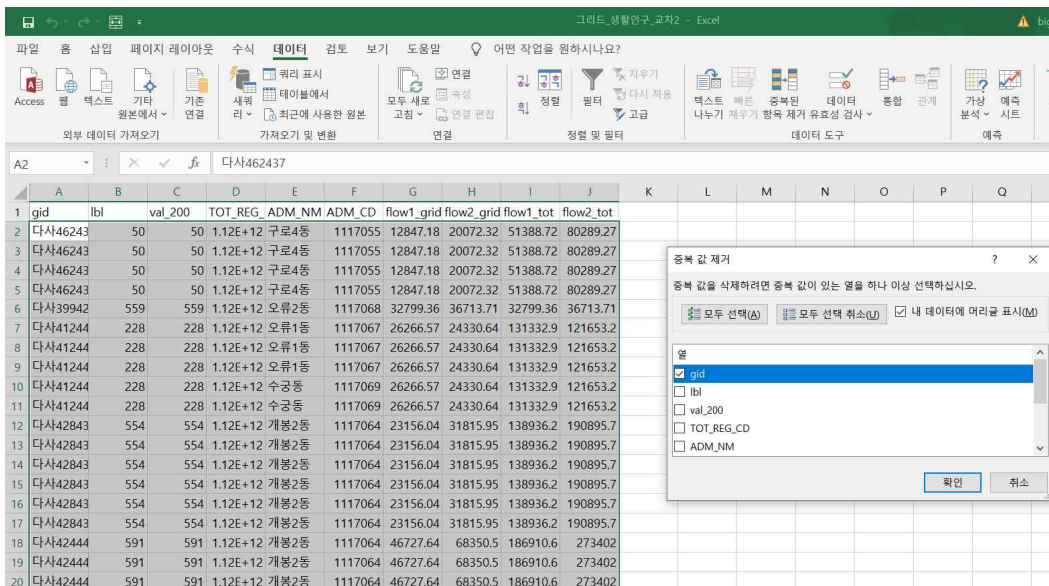 그리드_생활인구_교차2 - Excel
파일 홈 삽입 페이지 레이아웃 수식 데이터 검토 보기 도움말 어떤 작업을 원하시나요?
Access 웹 텍스트 기타 원본에서 기존 연결
외부 데이터 가져오기
새 쿼리 쿼리 표시
테이블에서
최근에 사용한 원본
가져오기 및 변환
모두 새로 고침 연결
속성
연결 편집
연결
정렬 필터 지우기
다시 적용
고급
정렬 및 필터
텍스트 나누기 빠른 채우기 중복된 항목 제거 데이터 유효성 검사 통합 관계
데이터 도구
가상 분석 예측 시트
예측
A2 fx 다사462437
A B C D E F G H I J K L M N O P Q
1 gid lbl val_200 TOT_REG_ ADM_NM ADM_CD flow1_grid flow2_grid flow1_tot flow2_tot
2 다사46243 50 50 1.12E+12 구로4동 1117055 12847.18 20072.32 51388.72 80289.27
3 다사46243 50 50 1.12E+12 구로4동 1117055 12847.18 20072.32 51388.72 80289.27
4 다사46243 50 50 1.12E+12 구로4동 1117055 12847.18 20072.32 51388.72 80289.27
5 다사46243 50 50 1.12E+12 구로4동 1117055 12847.18 20072.32 51388.72 80289.27
6 다사39942 559 559 1.12E+12 오류2동 1117068 32799.36 36713.71 32799.36 36713.71
7 다사41244 228 228 1.12E+12 오류1동 1117067 26266.57 24330.64 131332.9 121653.2
8 다사41244 228 228 1.12E+12 오류1동 1117067 26266.57 24330.64 131332.9 121653.2
9 다사41244 228 228 1.12E+12 오류1동 1117067 26266.57 24330.64 131332.9 121653.2
10 다사41244 228 228 1.12E+12 수궁동 1117069 26266.57 24330.64 131332.9 121653.2
11 다사41244 228 228 1.12E+12 수궁동 1117069 26266.57 24330.64 131332.9 121653.2
12 다사42843 554 554 1.12E+12 개봉2동 1117064 23156.04 31815.95 138936.2 190895.7
13 다사42843 554 554 1.12E+12 개봉2동 1117064 23156.04 31815.95 138936.2 190895.7
14 다사42843 554 554 1.12E+12 개봉2동 1117064 23156.04 31815.95 138936.2 190895.7
15 다사42843 554 554 1.12E+12 개봉2동 1117064 23156.04 31815.95 138936.2 190895.7
16 다사42843 554 554 1.12E+12 개봉2동 1117064 23156.04 31815.95 138936.2 190895.7
17 다사42843 554 554 1.12E+12 개봉2동 1117064 23156.04 31815.95 138936.2 190895.7
18 다사42444 591 591 1.12E+12 개봉2동 1117064 46727.64 68350.5 186910.6 273402
19 다사42444 591 591 1.12E+12 개봉2동 1117064 46727.64 68350.5 186910.6 273402
20 다사42444 591 591 1.12E+12 개봉2동 1117064 46727.64 68350.5 186910.6 273402
중복 값 제거 ? ×
중복 값을 삭제하려면 중복 값이 있는 열을 하나 이상 선택하십시오.
모두 선택(A) 모두 선택 취소(U) 내 데이터에 머리글 표시(M)
열
gid
lbl
val_200
TOT_REG_CD
ADM_NM
확인 취소